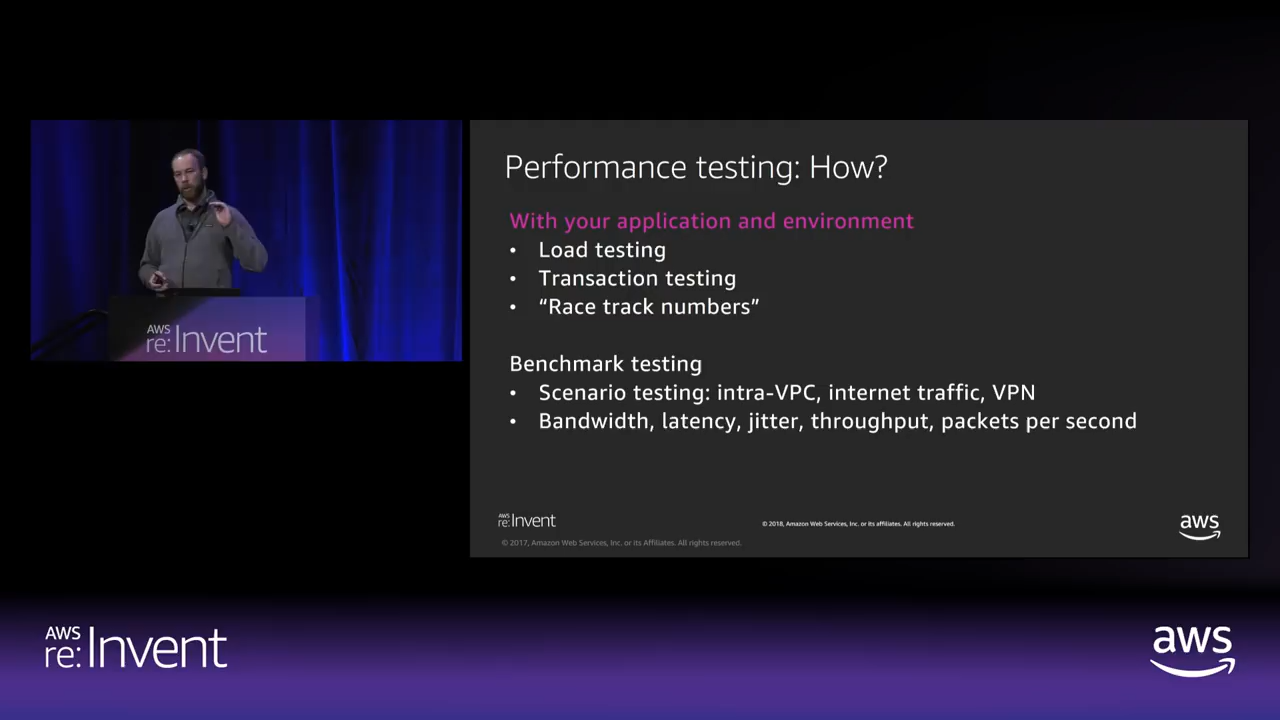 AWS
re:Invent
Performance testing: How?
With your application and environment
• Load testing
• Transaction testing
• “Race track numbers”
Benchmark testing
• Scenario testing: intra-VPC, internet traffic, VPN
• Bandwidth, latency, jitter, throughput, packets per second
AWS
re:Invent
© 2018, Amazon Web Services, Inc. or its affiliates. All rights reserved.
aws
© 2017, Amazon Web Services, Inc. or its Affiliates. All rights reserved.
AWS
re:Invent
aws